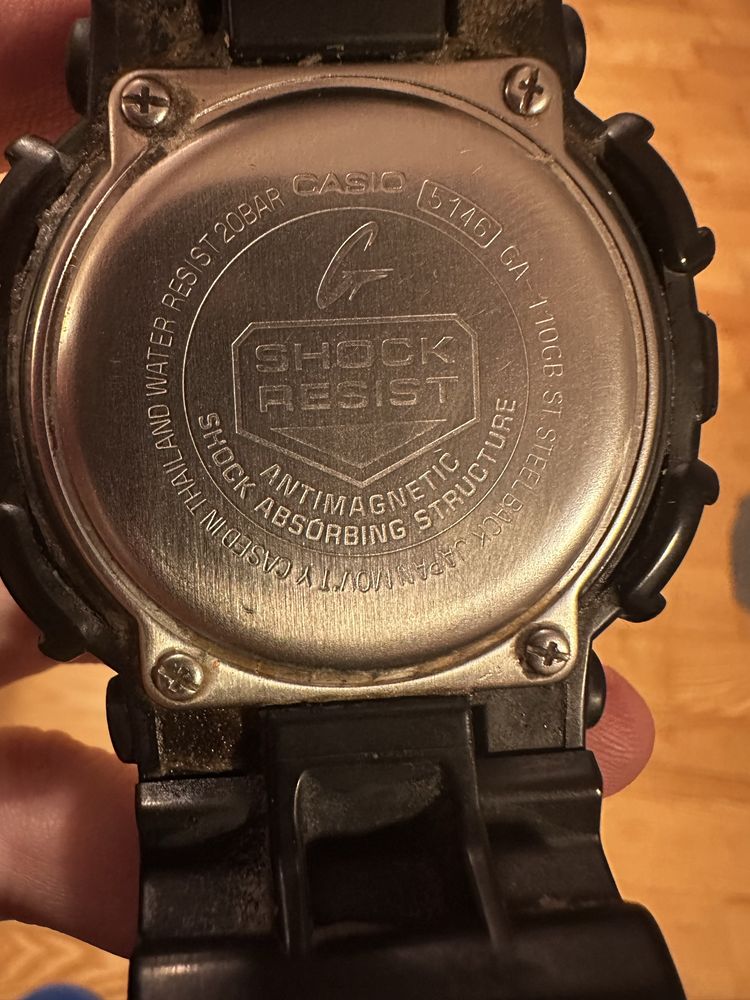 CASIO
5146 GA-110GB ST. STEEL BACK JAPAN MOV'T Y CASED IN THAILAND WATER RESIST 20BAR
G
SHOCK
RESIST
ANTIMAGNETIC
SHOCK ABSORBING STRUCTURE